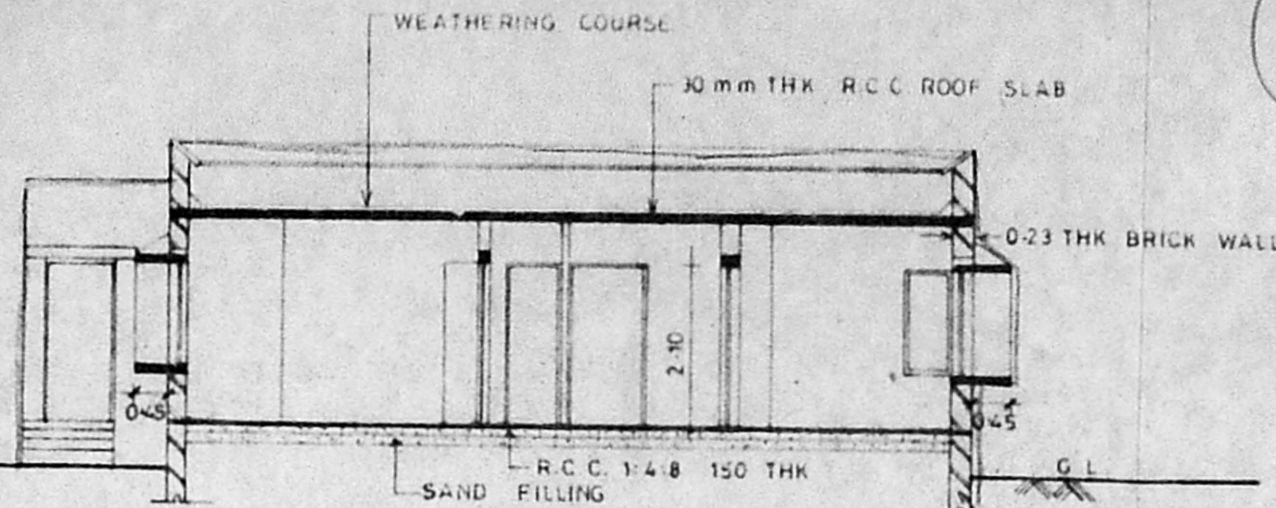 WEATHERING COURSE
mm THK R.C.C ROOF SLAB
0.23 THK BRICK WALL
2.10
0.45
0.45
R.C.C. 1:4:8 150 THK
G L
SAND FILLING